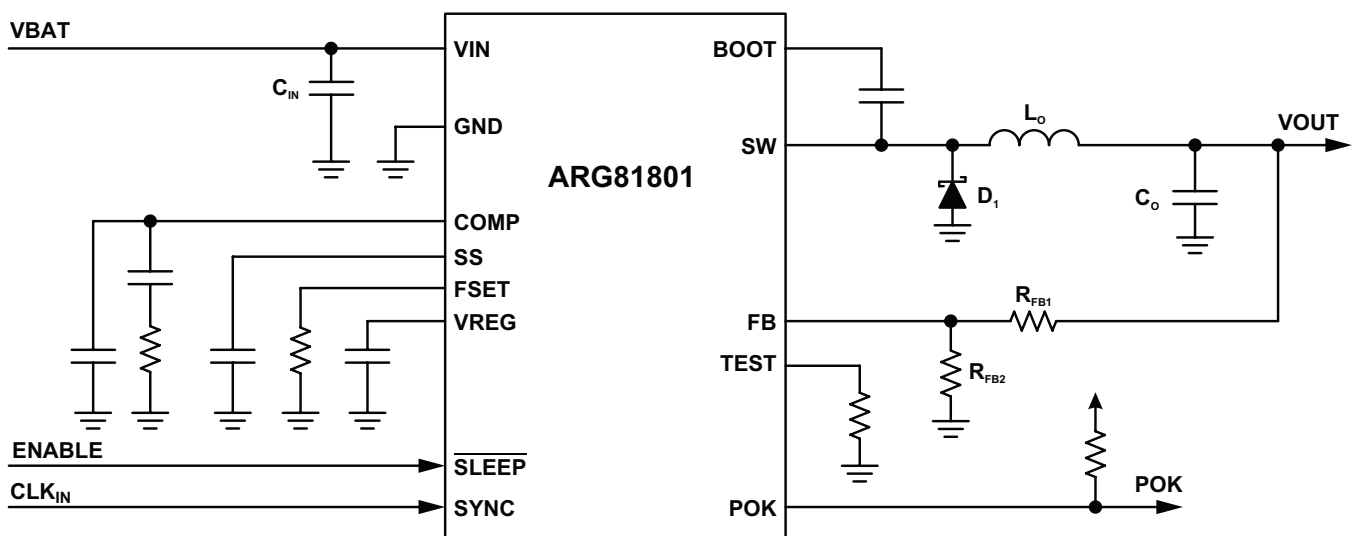 VBAT
VIN
C_IN
GND
COMP
SS
FSET
VREG
ENABLE
SLEEP
CLK_IN
SYNC
ARG81801
BOOT
SW
L_O
VOUT
D_1
C_O
FB
R_FB1
R_FB2
TEST
POK
POK